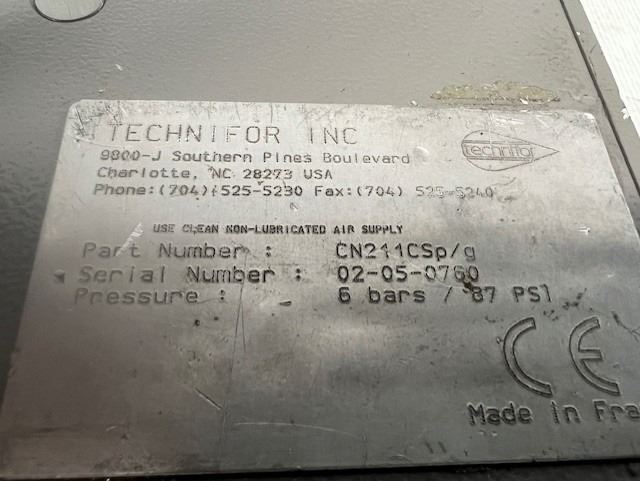 TECHNIFOR INC
technifor
9800-J Southern Pines Boulevard
Charlotte, NC 28273 USA
Phone:(704) 525-5230 Fax:(704) 525-5240
USE CLEAN NON-LUBRICATED AIR SUPPLY
Part Number : CN211CSp/g
Serial Number : 02-05-0760
Pressure : 6 bars / 87 PSI
CE
Made in Fra